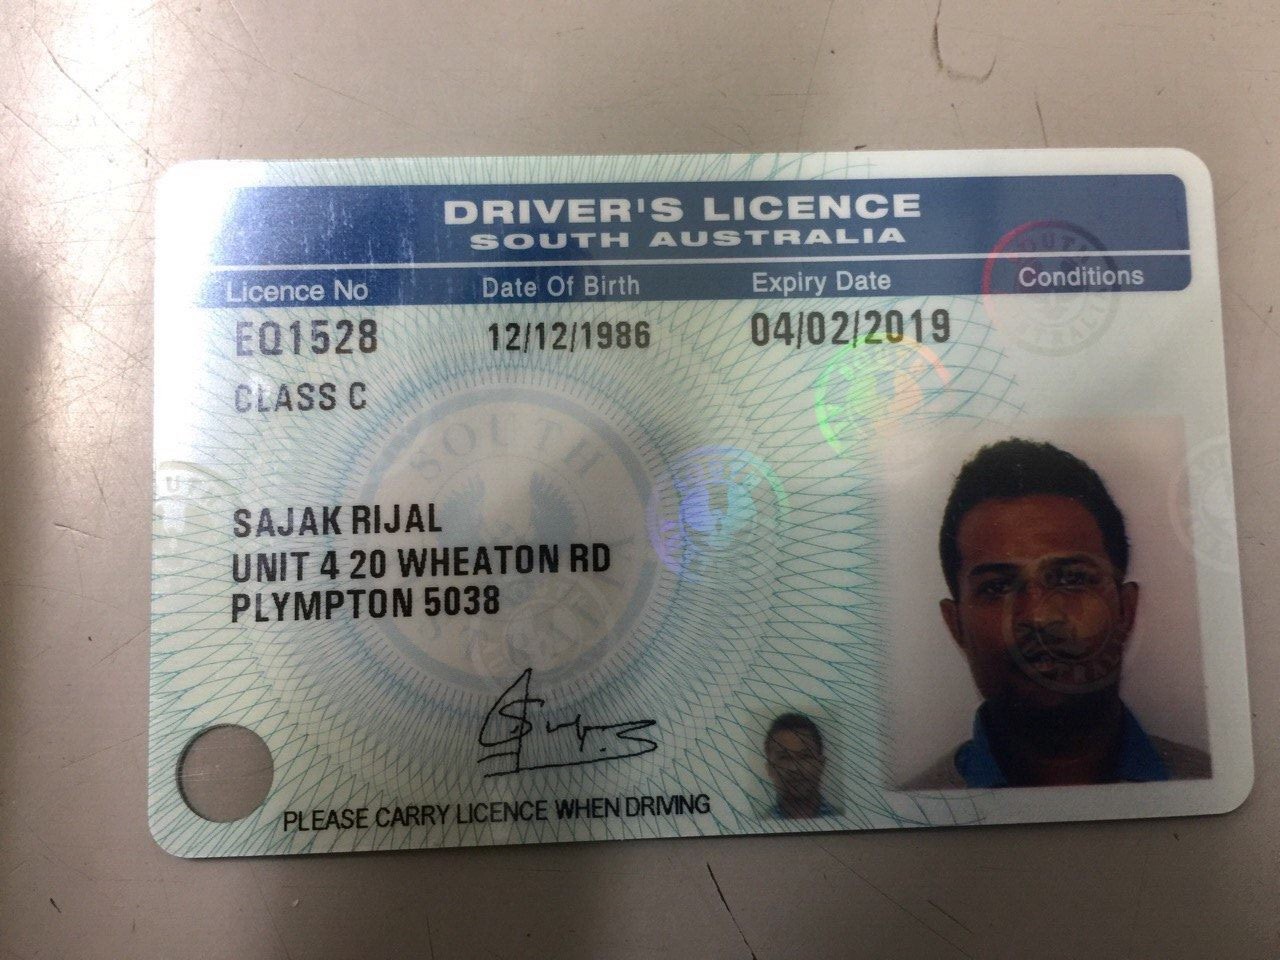 DRIVER'S LICENCE
SOUTH AUSTRALIA
Licence No Date Of Birth Expiry Date Conditions
EQ1528 12/12/1986 04/02/2019
CLASS C
SOUTH
SAJAK RIJAL
UNIT 4 20 WHEATON RD
PLYMPTON 5038
PLEASE CARRY LICENCE WHEN DRIVING